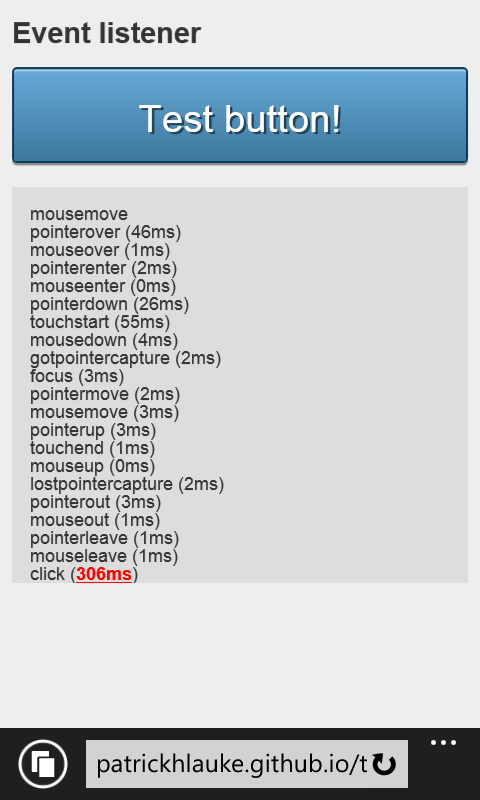 Event listener
Test button!
mousemove
pointerover (46ms)
mouseover (1ms)
pointerenter (2ms)
mouseenter (0ms)
pointerdown (26ms)
touchstart (55ms)
mousedown (4ms)
gotpointercapture (2ms)
focus (3ms)
pointermove (2ms)
mousemove (3ms)
pointerup (3ms)
touchend (1ms)
mouseup (0ms)
lostpointercapture (2ms)
pointerout (3ms)
mouseout (1ms)
pointerleave (1ms)
mouseleave (1ms)
click (306ms)
patrickhlauke.github.io/t